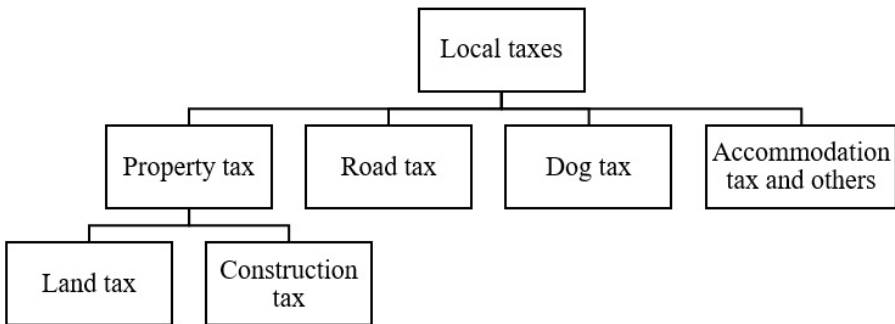 Local taxes
Property tax
Road tax
Dog tax
Accommodation
tax and others
Land tax
Construction
tax